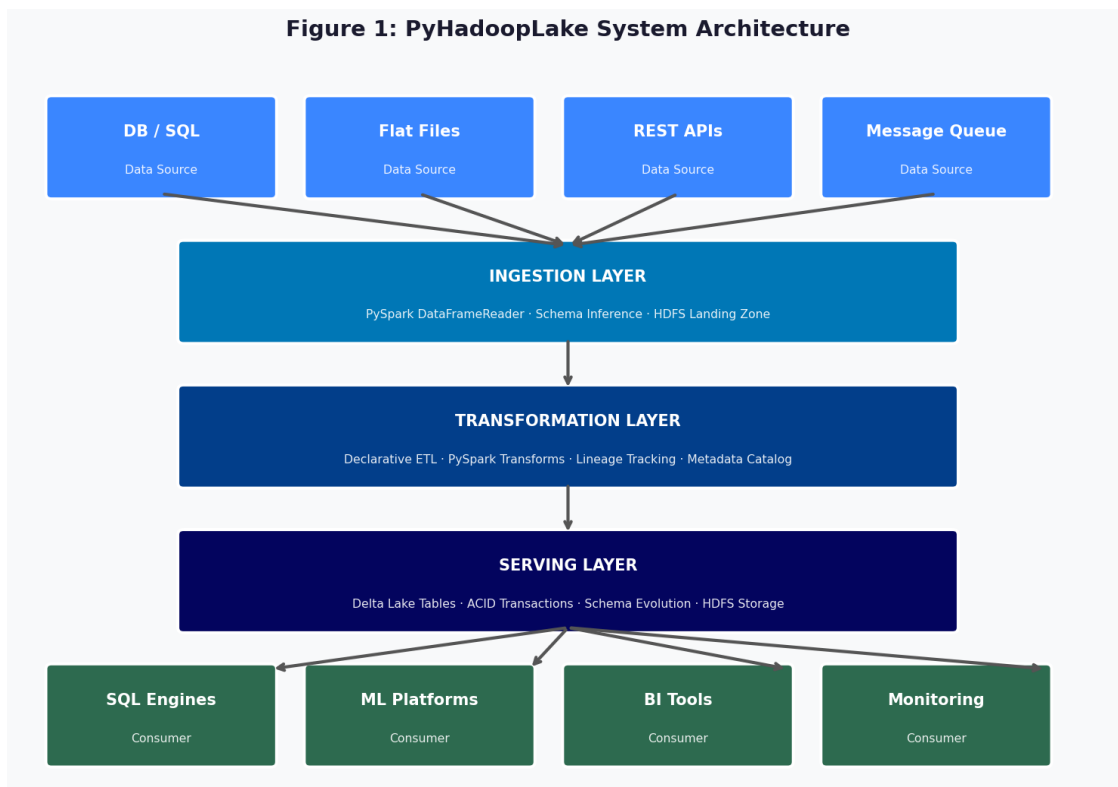 Figure 1: PyHadoopLake System Architecture
DB / SQL
Data Source
Flat Files
Data Source
REST APIs
Data Source
Message Queue
Data Source
INGESTION LAYER
PySpark DataFrameReader · Schema Inference · HDFS Landing Zone
TRANSFORMATION LAYER
Declarative ETL · PySpark Transforms · Lineage Tracking · Metadata Catalog
SERVING LAYER
Delta Lake Tables · ACID Transactions · Schema Evolution · HDFS Storage
SQL Engines
Consumer
ML Platforms
Consumer
BI Tools
Consumer
Monitoring
Consumer